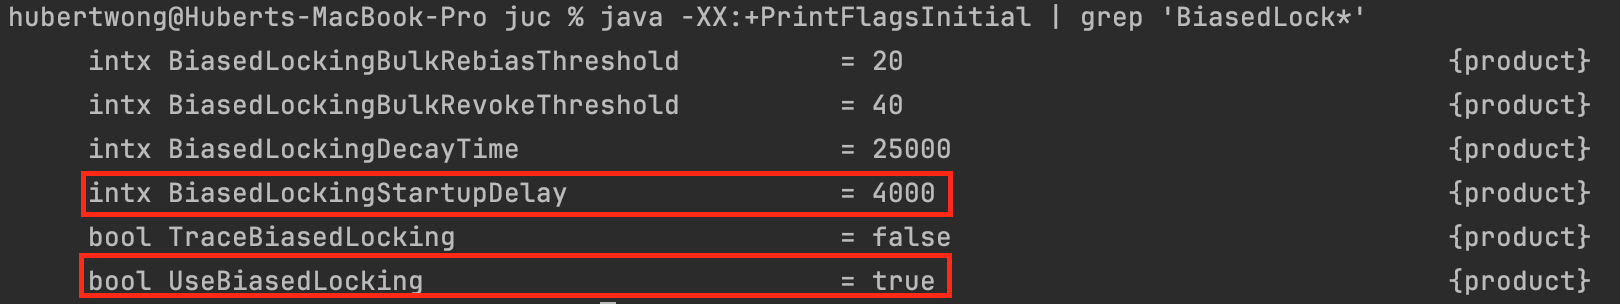 hubertwong@Huberts-MacBook-Pro juc % java -XX:+PrintFlagsInitial | grep 'BiasedLock*'
intx BiasedLockingBulkRebiasThreshold = 20 {product}
intx BiasedLockingBulkRevokeThreshold = 40 {product}
intx BiasedLockingDecayTime = 25000 {product}
intx BiasedLockingStartupDelay = 4000 {product}
bool TraceBiasedLocking = false {product}
bool UseBiasedLocking = true {product}